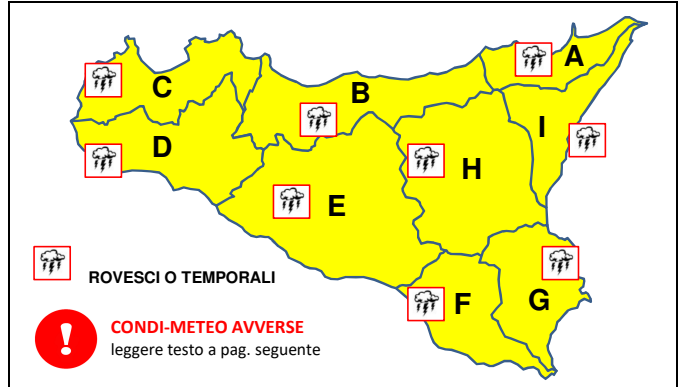 A
C
B
I
D
H
E
ROVESCI O TEMPORALI
F
G
CONDI-METEO AVVERSE
leggere testo a pag. seguente